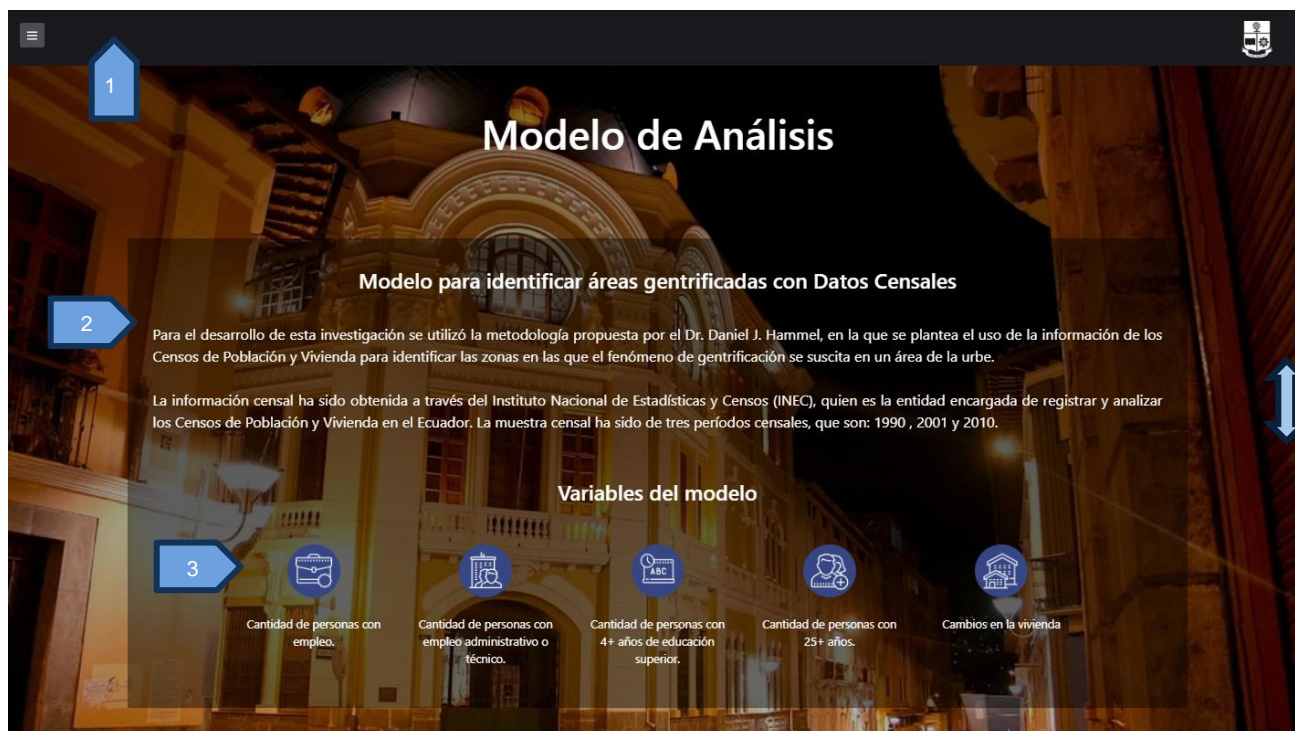 1
Modelo de Análisis
Modelo para identificar áreas gentrificadas con Datos Censales
2
Para el desarrollo de esta investigación se utilizó la metodología propuesta por el Dr. Daniel J. Hammel, en la que se plantea el uso de la información de los
Censos de Población y Vivienda para identificar las zonas en las que el fenómeno de gentrificación se suscita en un área de la urbe.
La información censal ha sido obtenida a través del Instituto Nacional de Estadísticas y Censos (INEC), quien es la entidad encargada de registrar y analizar
los Censos de Población y Vivienda en el Ecuador. La muestra censal ha sido de tres períodos censales, que son: 1990 , 2001 y 2010.
Variables del modelo
3
ABC
Cantidad de personas con
empleo.
Cantidad de personas con
empleo administrativo o
técnico.
Cantidad de personas con
4+ años de educación
superior.
Cantidad de personas con
25+ años.
Cambios en la vivienda